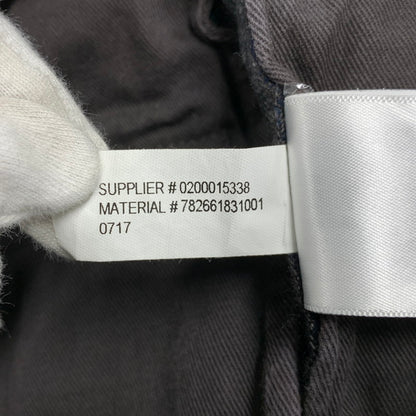 SUPPLIER # 0200015338
MATERIAL # 782661831001
0717